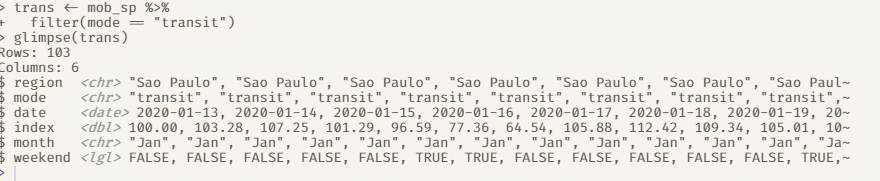 > trans ← mob_sp %>%
+   filter(mode == "transit")
> glimpse(trans)
Rows: 103
Columns: 6
$ region  <chr> "Sao Paulo", "Sao Paulo", "Sao Paulo", "Sao Paulo", "Sao Paulo", "Sao Paulo", "Sao Paul~
$ mode    <chr> "transit", "transit", "transit", "transit", "transit", "transit", "transit", "transit",~
$ date    <date> 2020-01-13, 2020-01-14, 2020-01-15, 2020-01-16, 2020-01-17, 2020-01-18, 2020-01-19, 20~
$ index   <dbl> 100.00, 103.28, 107.25, 101.29, 96.59, 77.36, 64.54, 105.88, 112.42, 109.34, 105.01, 10~
$ month   <chr> "Jan", "Jan", "Jan", "Jan", "Jan", "Jan", "Jan", "Jan", "Jan", "Jan", "Jan", "Jan", "Ja~
$ weekend <lgl> FALSE, FALSE, FALSE, FALSE, FALSE, TRUE, TRUE, FALSE, FALSE, FALSE, FALSE, FALSE, TRUE,~
>